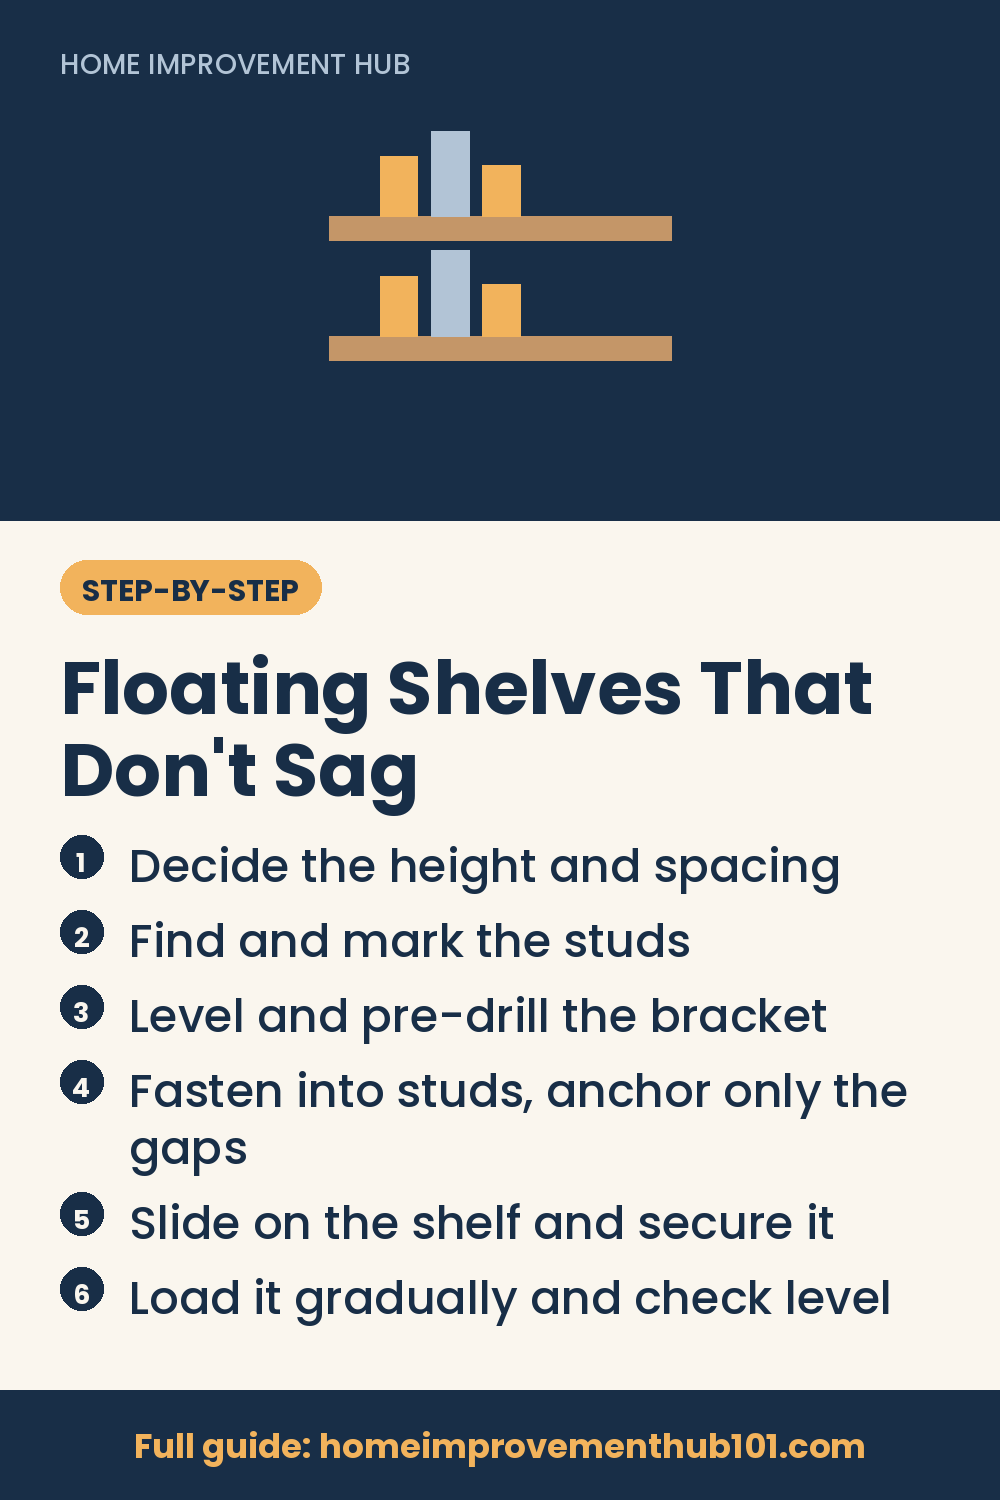 HOME IMPROVEMENT HUB
STEP-BY-STEP
Floating Shelves That
Don't Sag
1 Decide the height and spacing
2 Find and mark the studs
3 Level and pre-drill the bracket
4 Fasten into studs, anchor only the
gaps
5 Slide on the shelf and secure it
6 Load it gradually and check level
Full guide: homeimprovementhub101.com